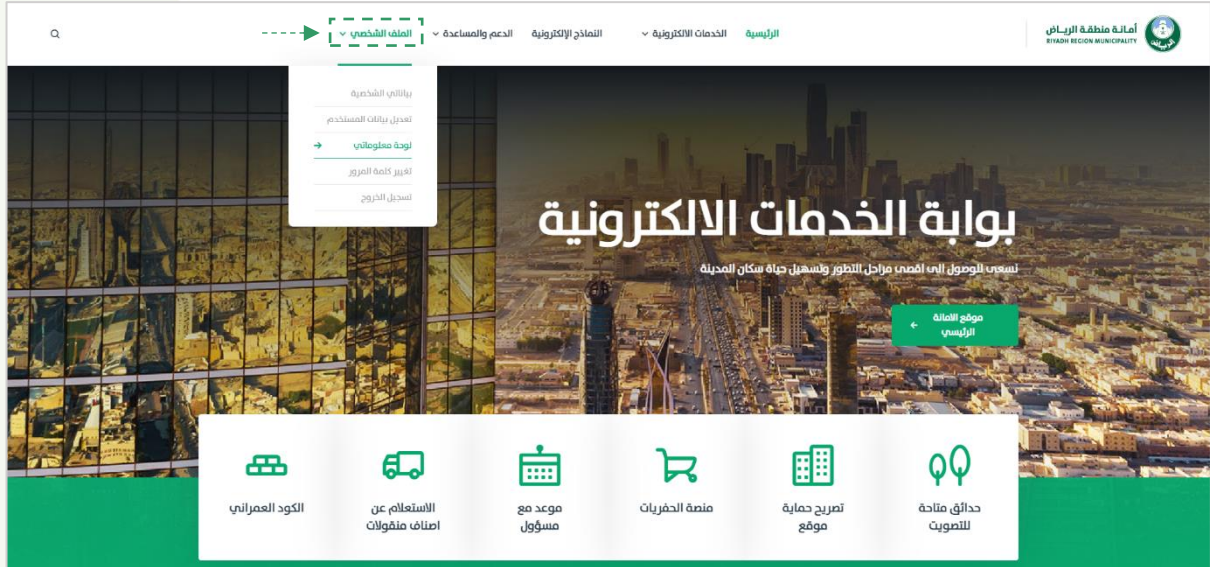 أمانة منطقة الرياض
RIYADH REGION MUNICIPALITY
الرئيسية
الخدمات الالكترونية
النماذج الإلكترونية
الدعم والمساعدة
الملف الشخصي
بياناتي الشخصية
تعديل بيانات المستخدم
لوحة معلوماتي
تغيير كلمة المرور
تسجيل الخروج
بوابة الخدمات الالكترونية
نسعى للوصول الى اقصى مراحل التطور وتسهيل حياة سكان المدينة
موقع الامانة
الرئيسي
حدائق متاحة
للتصويت
تصريح حماية
موقع
منصة الحفريات
موعد مع
مسؤول
الاستعلام عن
اصناف منقولات
الكود العمراني